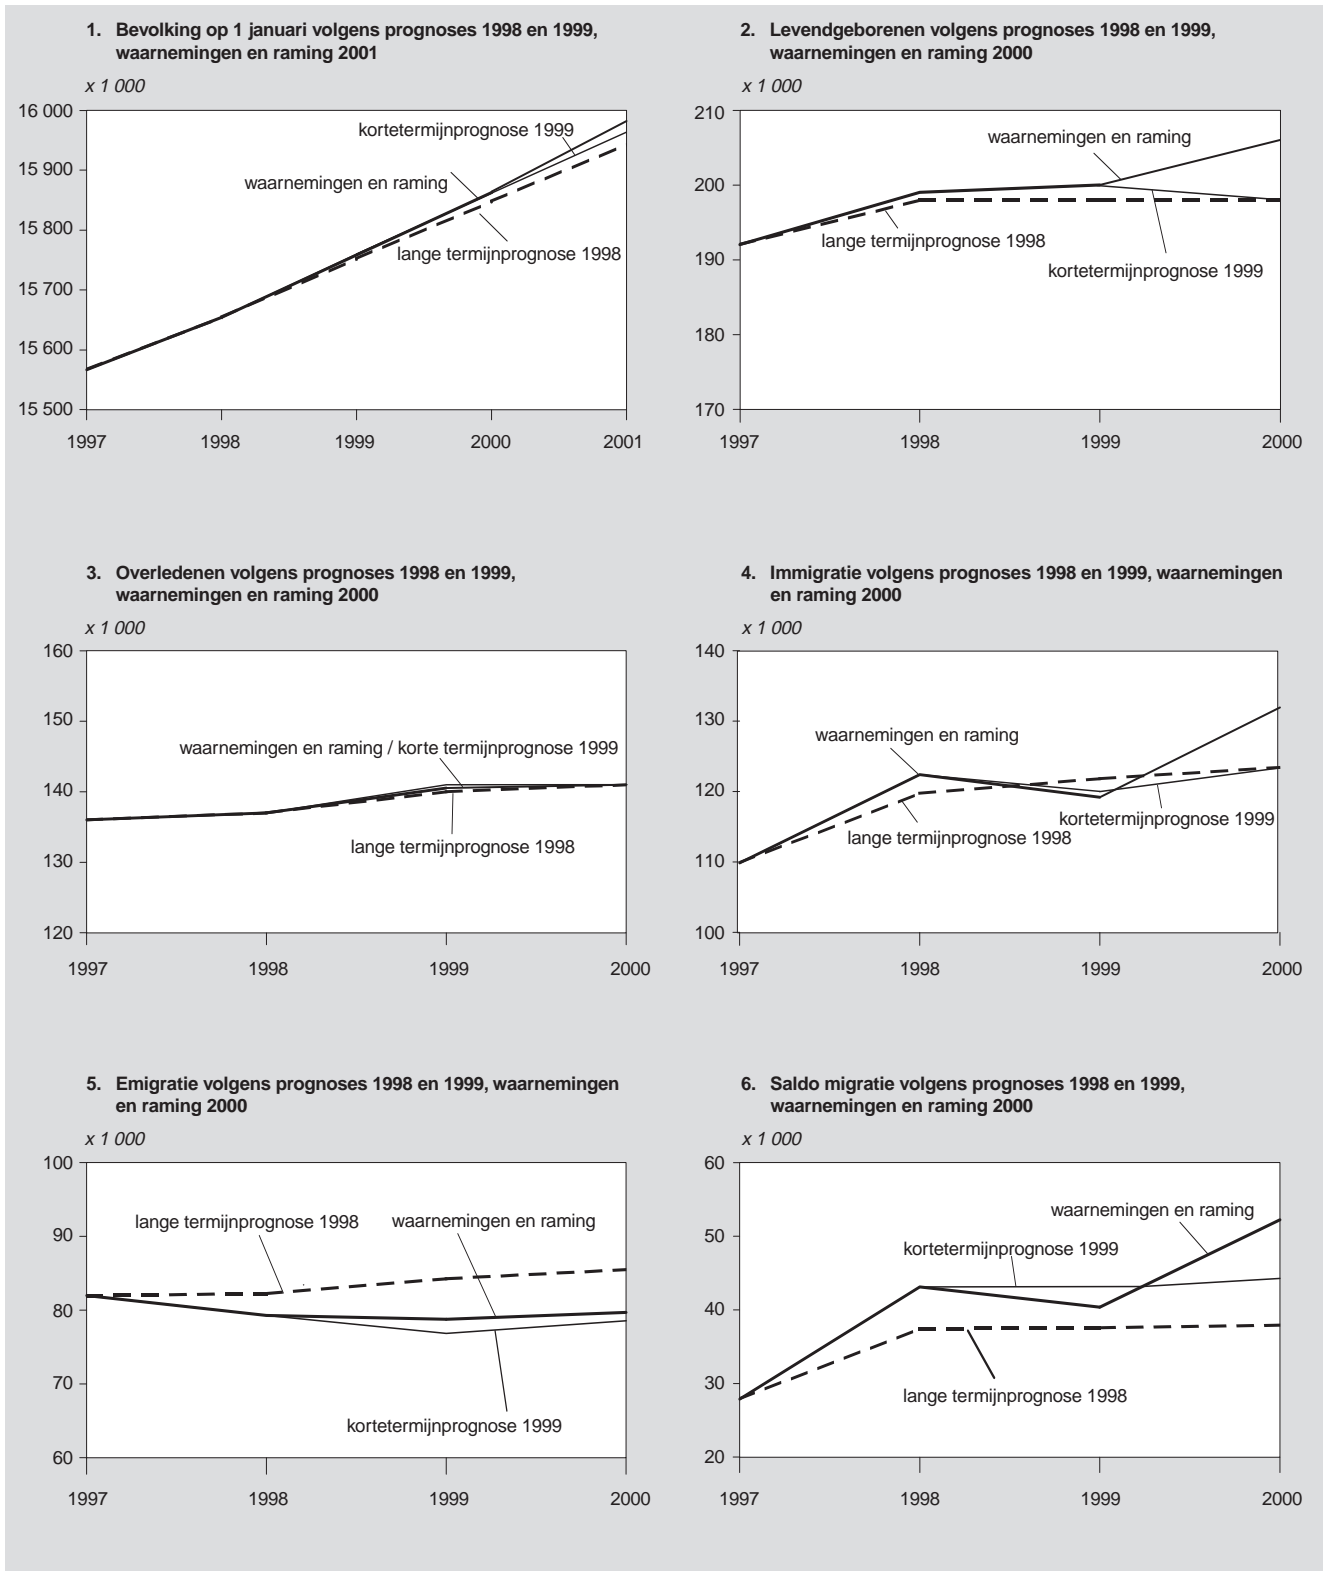 1. Bevolking op 1 januari volgens prognoses 1998 en 1999,
waarnemingen en raming 2001
x 1 000
16 000
15 900
15 800
15 700
15 600
15 500
kortetermijnprognose 1999
waarnemingen en raming
lange termijnprognose 1998
1997 1998 1999 2000 2001
2. Levendgeborenen volgens prognoses 1998 en 1999,
waarnemingen en raming 2000
x 1 000
210
200
190
180
170
waarnemingen en raming
lange termijnprognose 1998
kortetermijnprognose 1999
1997 1998 1999 2000
3. Overledenen volgens prognoses 1998 en 1999,
waarnemingen en raming 2000
x 1 000
160
150
140
130
120
waarnemingen en raming / korte termijnprognose 1999
lange termijnprognose 1998
1997 1998 1999 2000
4. Immigratie volgens prognoses 1998 en 1999, waarnemingen
en raming 2000
x 1 000
140
130
120
110
100
waarnemingen en raming
kortetermijnprognose 1999
lange termijnprognose 1998
1997 1998 1999 2000
5. Emigratie volgens prognoses 1998 en 1999, waarnemingen
en raming 2000
x 1 000
100
90
80
70
60
lange termijnprognose 1998
waarnemingen en raming
kortetermijnprognose 1999
1997 1998 1999 2000
6. Saldo migratie volgens prognoses 1998 en 1999,
waarnemingen en raming 2000
x 1 000
60
50
40
30
20
waarnemingen en raming
kortetermijnprognose 1999
lange termijnprognose 1998
1997 1998 1999 2000